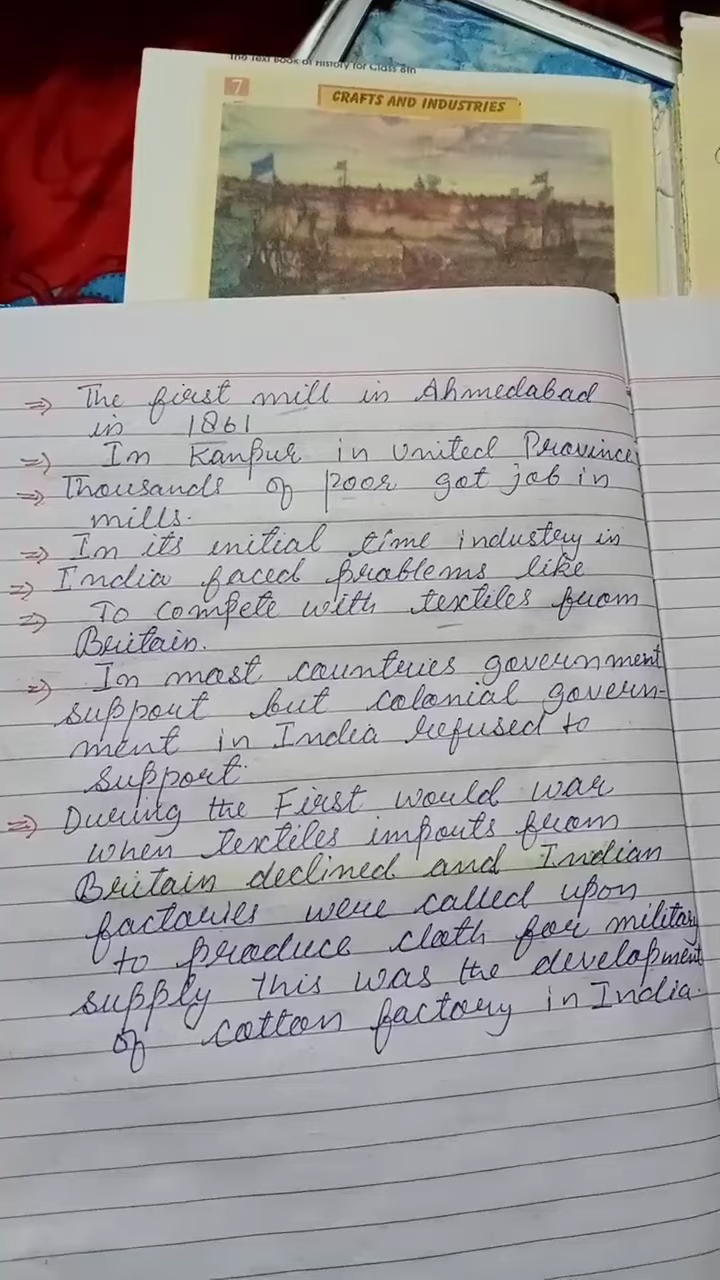 The Text Book of History for Class 8th
7
CRAFTS AND INDUSTRIES
⇒ The first mill in Ahmedabad
in 1861
⇒ In Kanpur in United Province
⇒ Thousands of poor got job in
mills.
⇒ In its initial time industry in
⇒ India faced problems like
⇒ To compete with textiles from
Britain.
⇒ In most countries government
support but colonial govern-
ment in India refused to
support.
⇒ During the First would war
when textiles imports from
Britain declined and Indian
factories were called upon
to produce cloth for military
supply this was the development
of cotton factory in India.